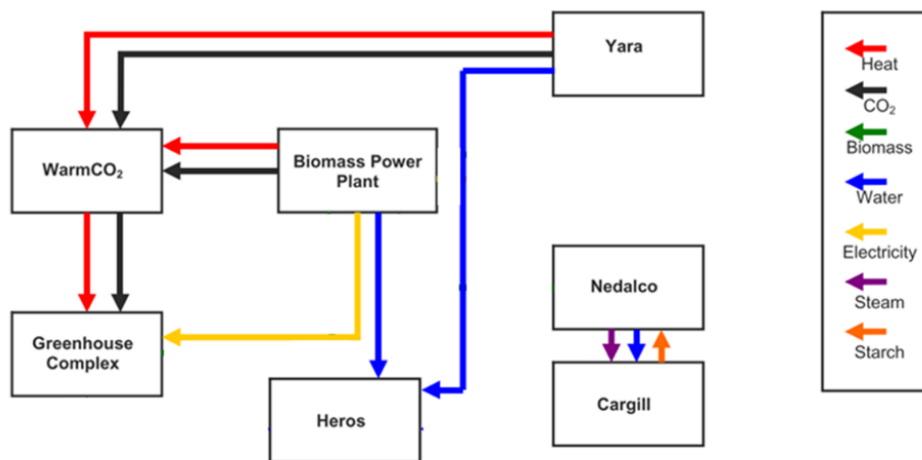 Yara
WarmCO₂
Biomass Power
Plant
Greenhouse
Complex
Heros
Nedalco
Cargill
Heat
CO₂
Biomass
Water
Electricity
Steam
Starch